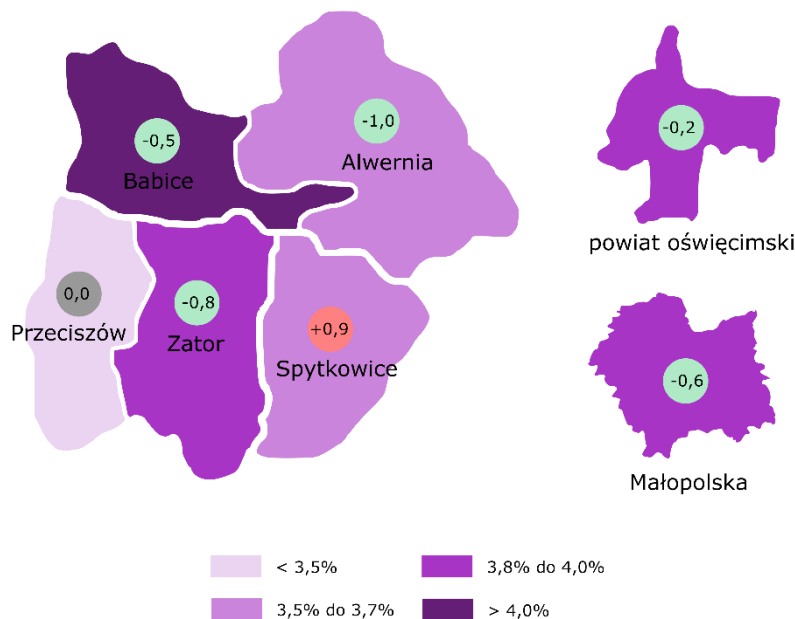 -0,5
Babice
-1,0
Alwernia
-0,2
powiat oświęcimski
0,0
Przeciszów
-0,8
Zator
+0,9
Spytkowice
-0,6
Małopolska
< 3,5%
3,8% do 4,0%
3,5% do 3,7%
> 4,0%